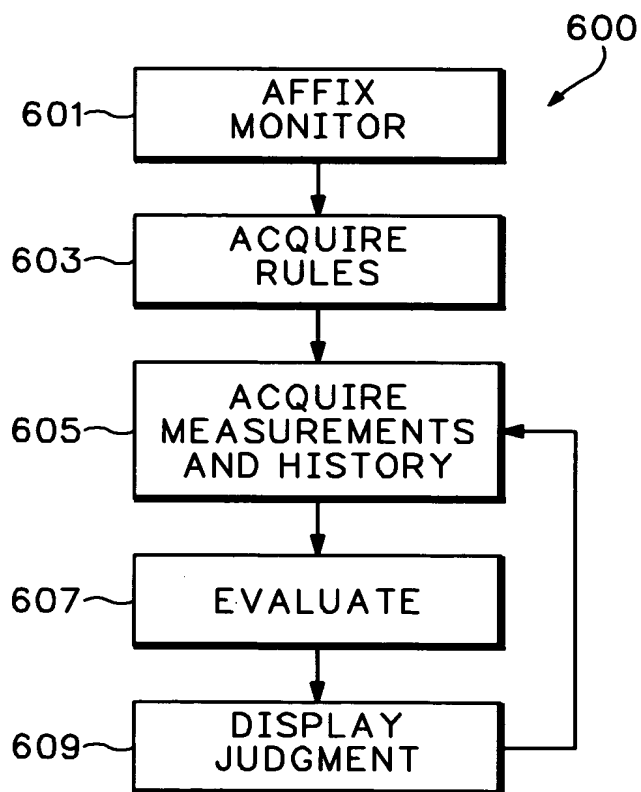 600
601
AFFIX
MONITOR
603
ACQUIRE
RULES
605
ACQUIRE
MEASUREMENTS
AND HISTORY
607
EVALUATE
609
DISPLAY
JUDGMENT